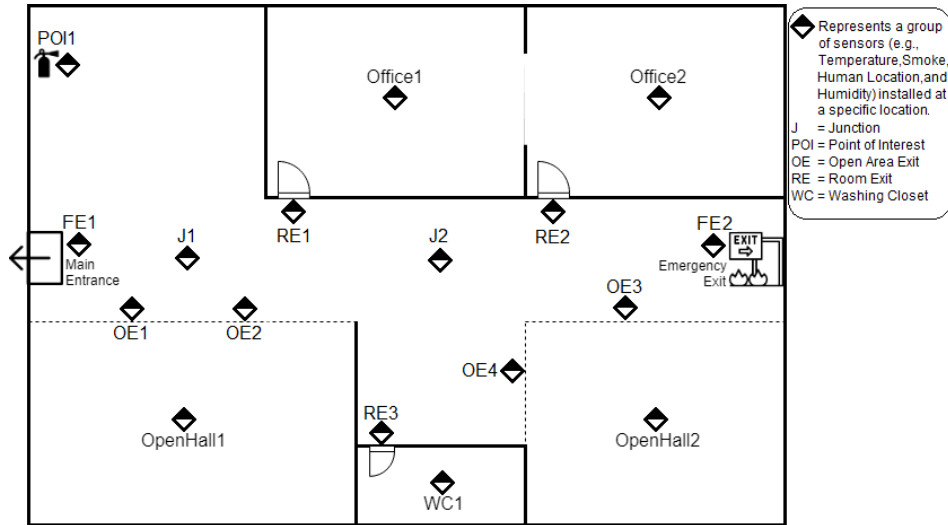 POI1
Office1
Office2
FE1
Main
Entrance
J1
RE1
J2
RE2
FE2
EXIT
Emergency
Exit
OE1
OE2
OE3
OE4
OpenHall1
RE3
WC1
OpenHall2
Represents a group
of sensors (e.g.,
Temperature,Smoke,
Human Location,and
Humidity) installed at
a specific location.
J = Junction
POI = Point of Interest
OE = Open Area Exit
RE = Room Exit
WC = Washing Closet